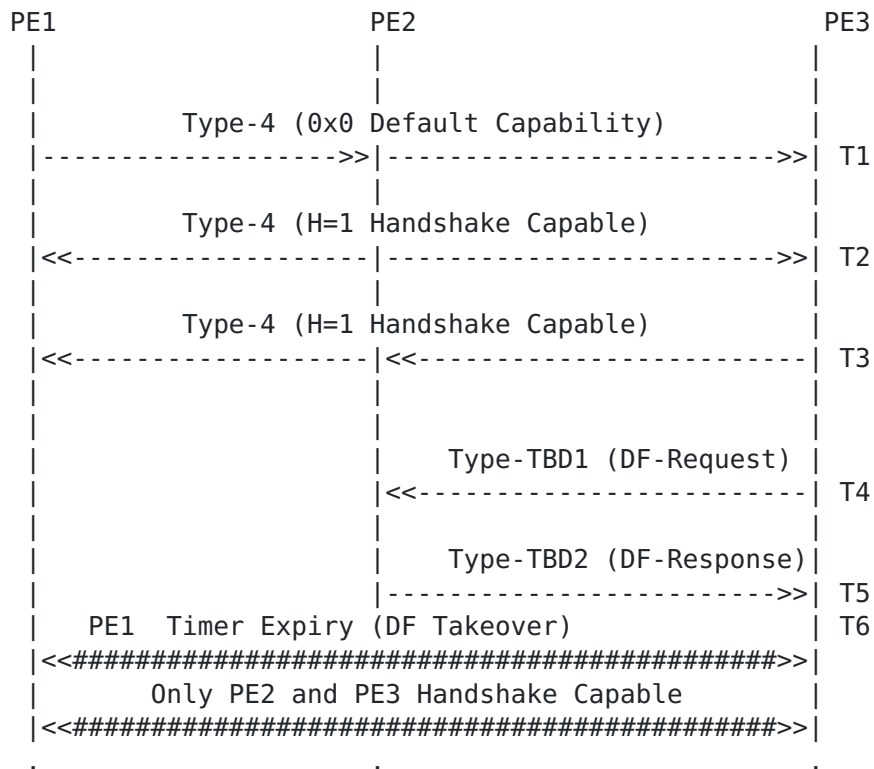 PE1 PE2 PE3
Type-4 (0x0 Default Capability)
|------------------->>|------------------------->>| T1
Type-4 (H=1 Handshake Capable)
|<<-------------------|------------------------->>| T2
Type-4 (H=1 Handshake Capable)
|<<-------------------|<<-------------------------| T3
Type-TBD1 (DF-Request)
|<<-------------------------| T4
Type-TBD2 (DF-Response)
|------------------------->>| T5
PE1 Timer Expiry (DF Takeover) T6
|<<#############################################>>|
Only PE2 and PE3 Handshake Capable
|<<#############################################>>|